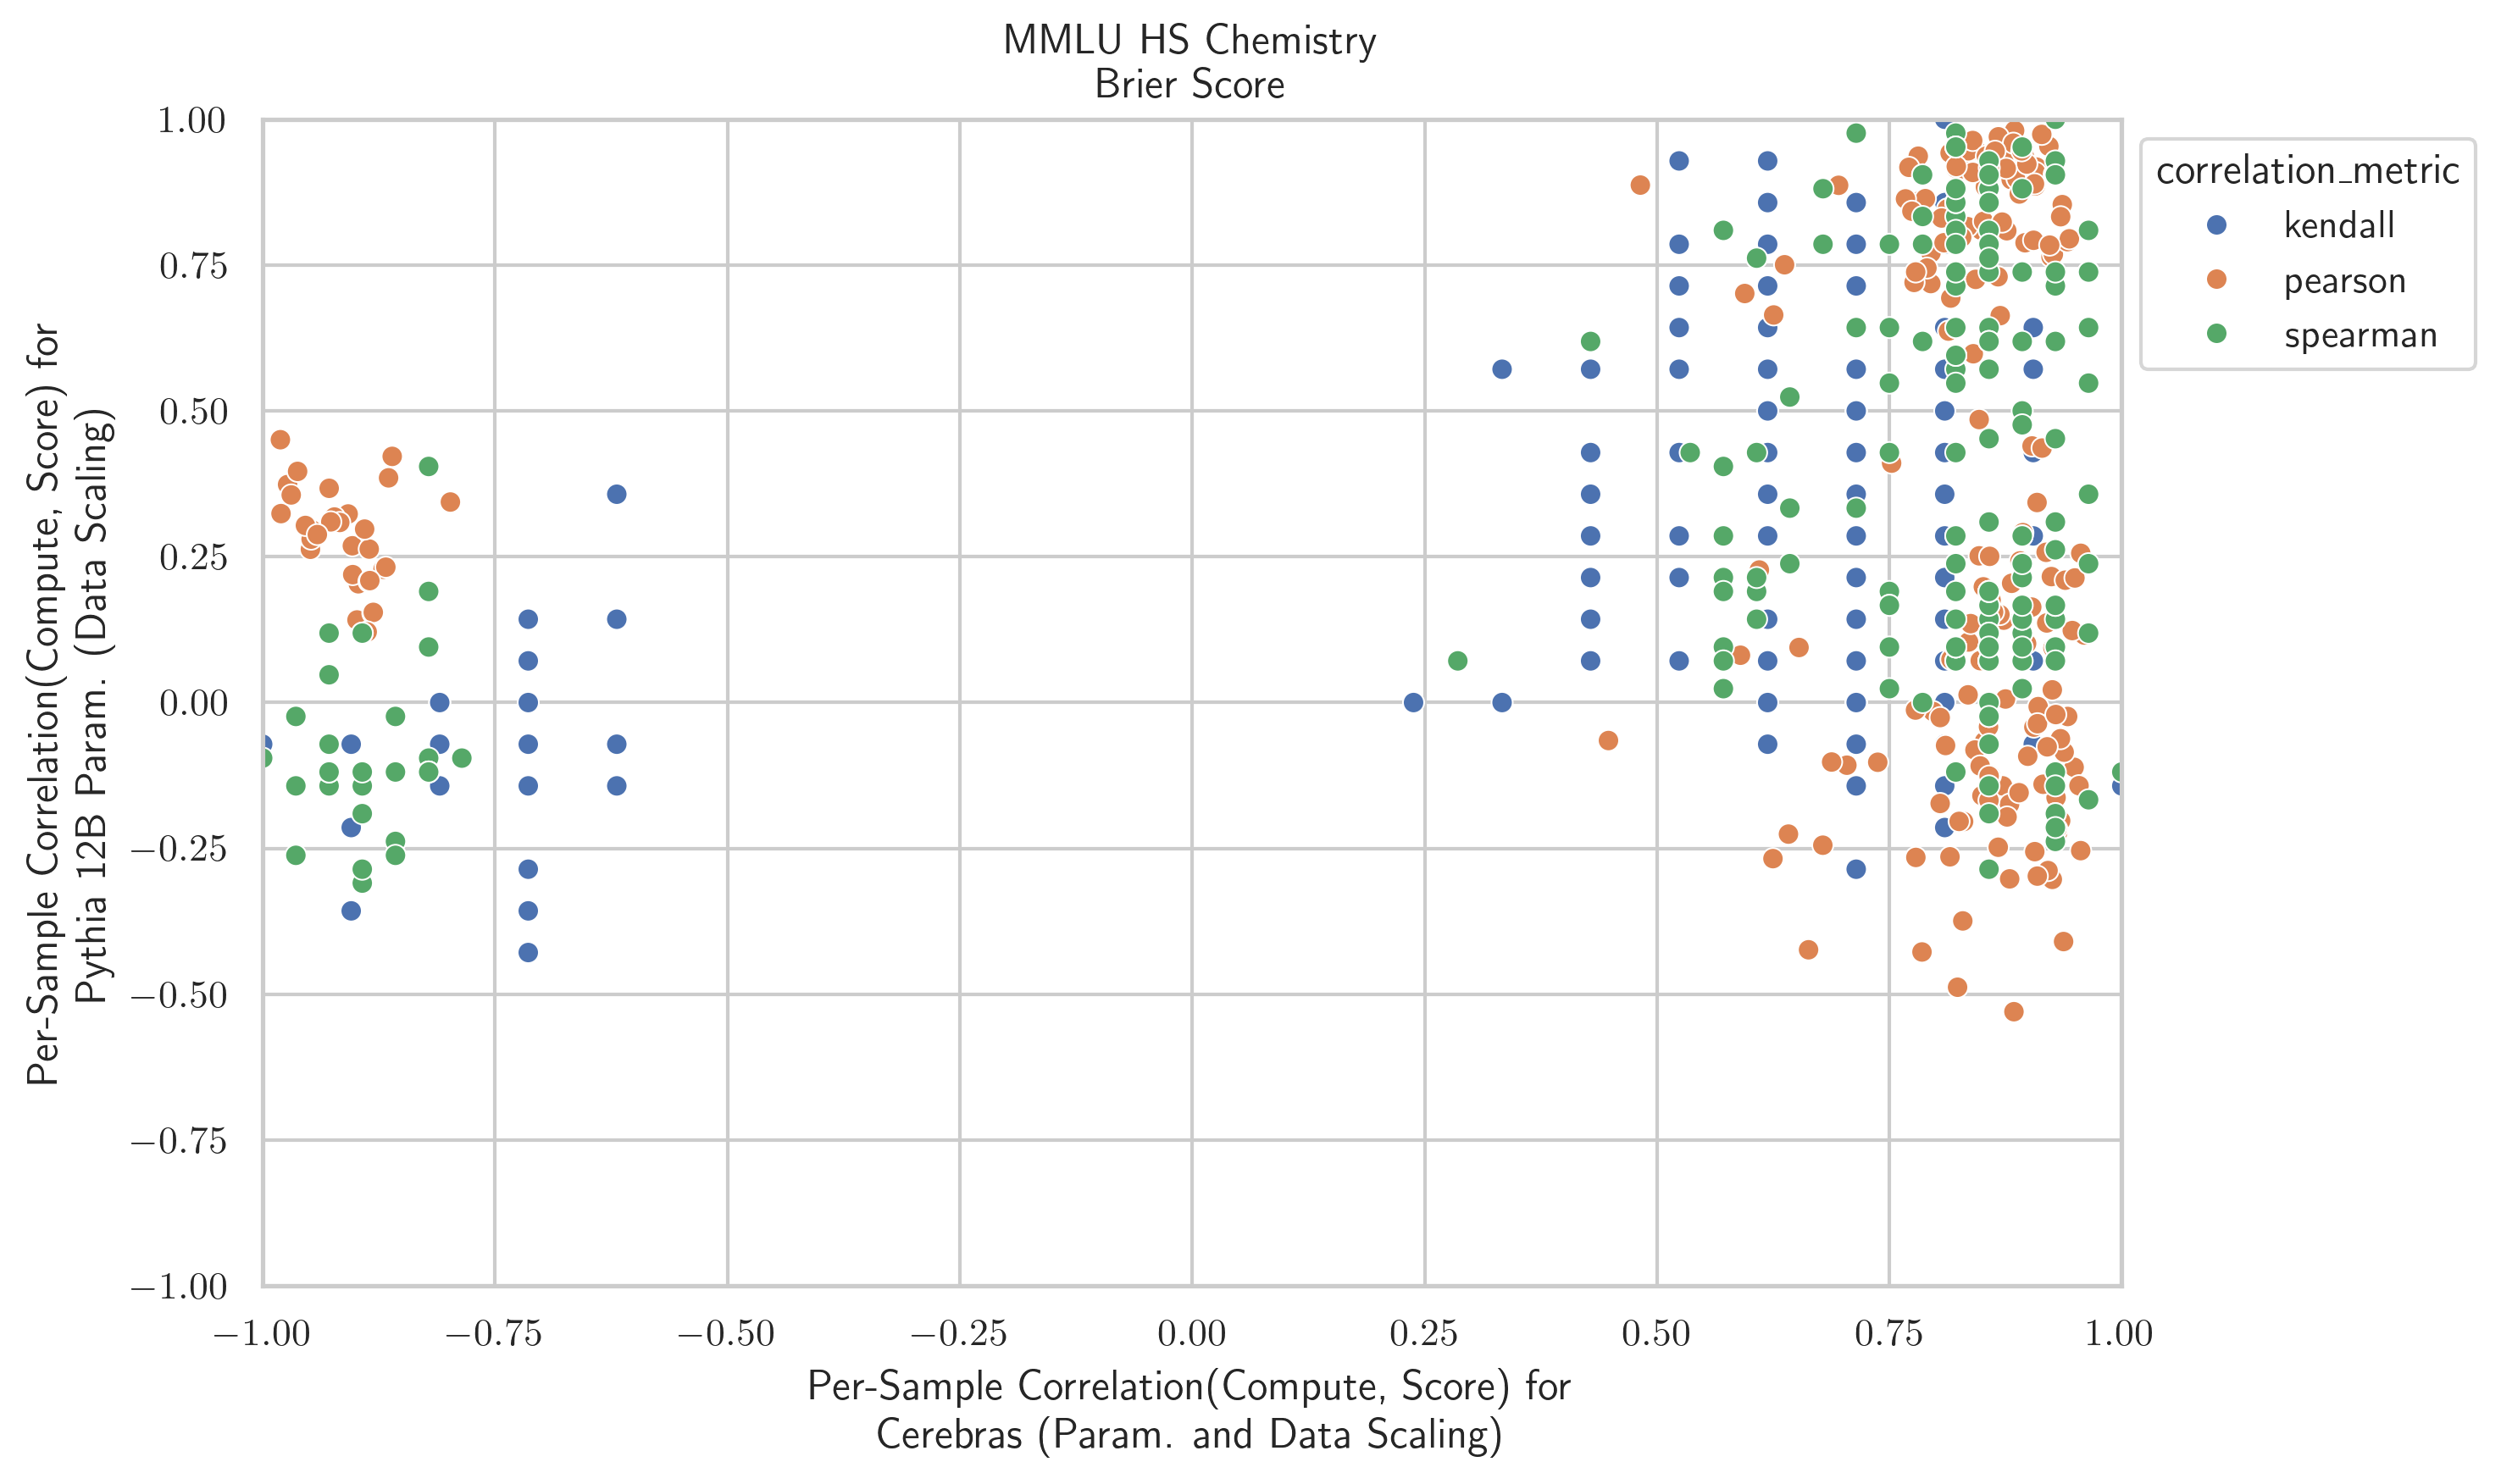 MMLU HS Chemistry
Brier Score
Per-Sample Correlation(Compute, Score) for
Pythia 12B Param. (Data Scaling)
1.00
0.75
0.50
0.25
0.00
−0.25
−0.50
−0.75
−1.00
−1.00 −0.75 −0.50 −0.25 0.00 0.25 0.50 0.75 1.00
Per-Sample Correlation(Compute, Score) for
Cerebras (Param. and Data Scaling)
correlation_metric
kendall
pearson
spearman